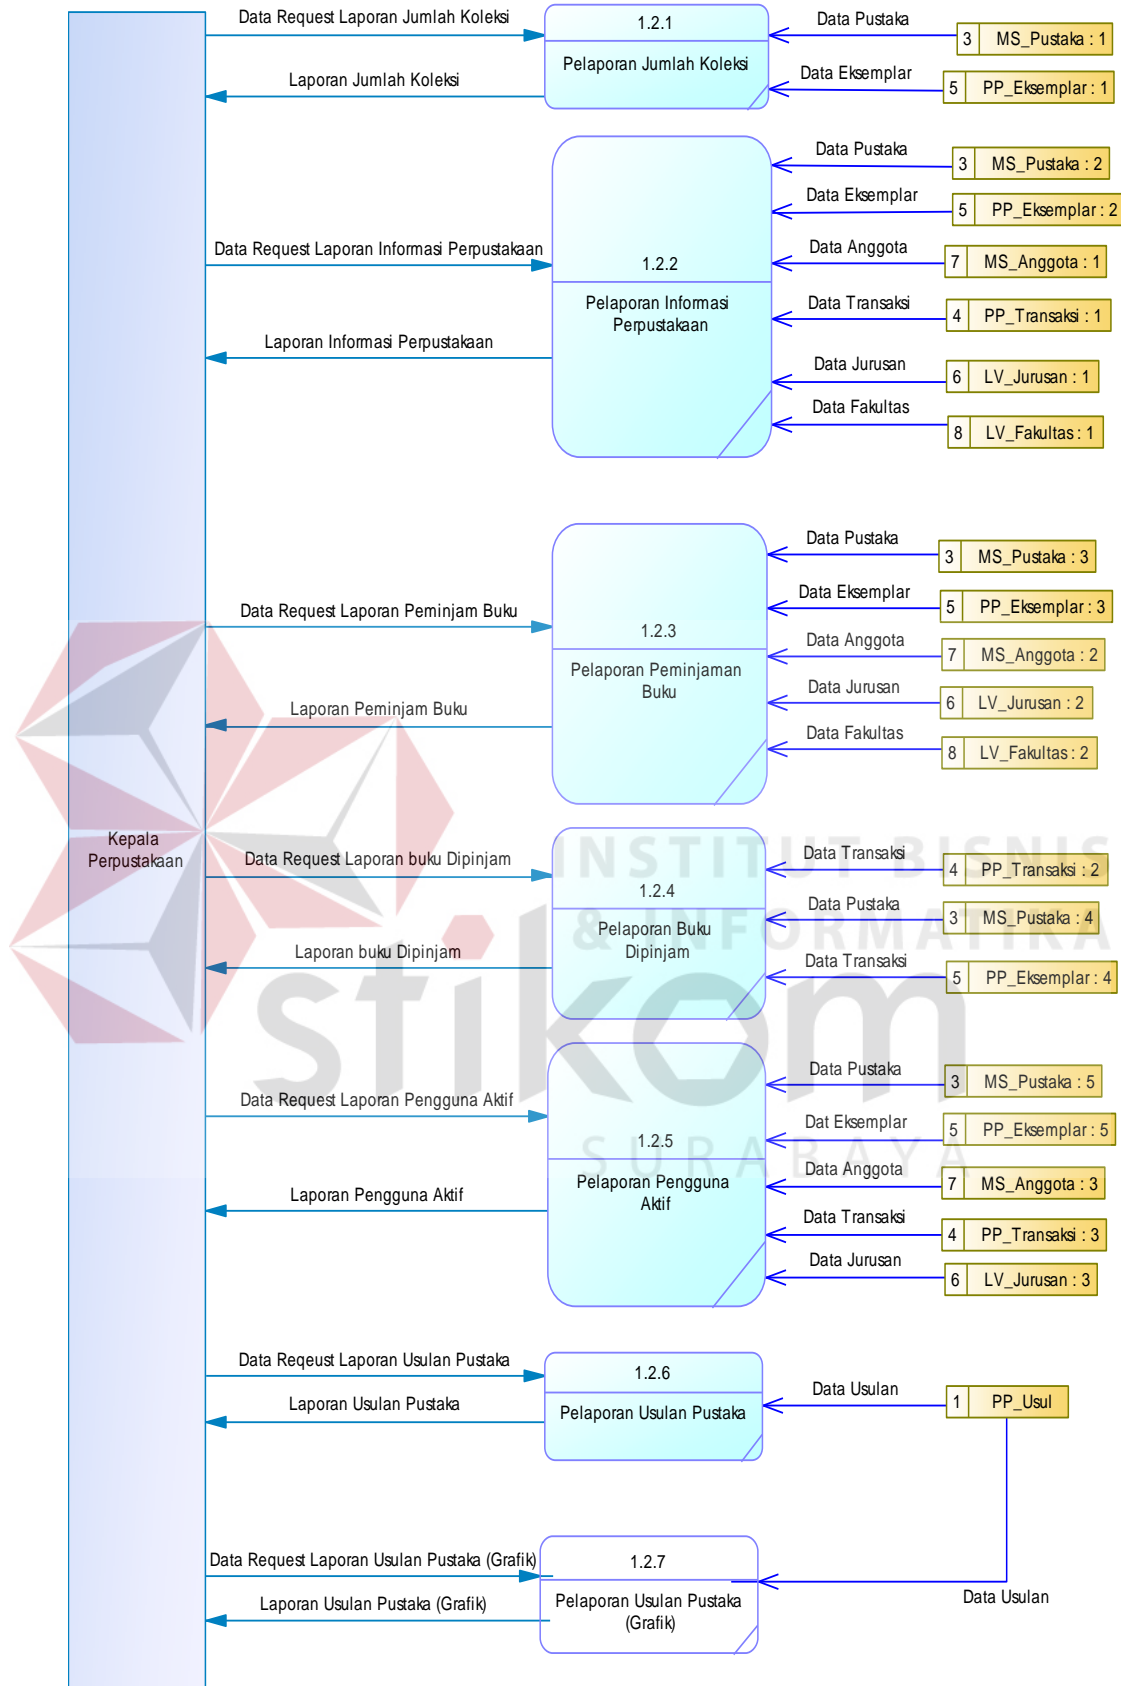 Kepala
Perpustakaan
Data Request Laporan Jumlah Koleksi
Laporan Jumlah Koleksi
1.2.1
Pelaporan Jumlah Koleksi
Data Pustaka
3 MS_Pustaka : 1
Data Eksemplar
5 PP_Eksemplar : 1
Data Request Laporan Informasi Perpustakaan
Laporan Informasi Perpustakaan
1.2.2
Pelaporan Informasi
Perpustakaan
Data Pustaka
3 MS_Pustaka : 2
Data Eksemplar
5 PP_Eksemplar : 2
Data Anggota
7 MS_Anggota : 1
Data Transaksi
4 PP_Transaksi : 1
Data Jurusan
6 LV_Jurusan : 1
Data Fakultas
8 LV_Fakultas : 1
Data Request Laporan Peminjam Buku
Laporan Peminjam Buku
1.2.3
Pelaporan Peminjaman
Buku
Data Pustaka
3 MS_Pustaka : 3
Data Eksemplar
5 PP_Eksemplar : 3
Data Anggota
7 MS_Anggota : 2
Data Jurusan
6 LV_Jurusan : 2
Data Fakultas
8 LV_Fakultas : 2
Data Request Laporan buku Dipinjam
Laporan buku Dipinjam
1.2.4
Pelaporan Buku
Dipinjam
Data Transaksi
4 PP_Transaksi : 2
Data Pustaka
3 MS_Pustaka : 4
Data Transaksi
5 PP_Eksemplar : 4
Data Request Laporan Pengguna Aktif
Laporan Pengguna Aktif
1.2.5
Pelaporan Pengguna
Aktif
Data Pustaka
3 MS_Pustaka : 5
Dat Eksemplar
5 PP_Eksemplar : 5
Data Anggota
7 MS_Anggota : 3
Data Transaksi
4 PP_Transaksi : 3
Data Jurusan
6 LV_Jurusan : 3
Data Reqeust Laporan Usulan Pustaka
Laporan Usulan Pustaka
1.2.6
Pelaporan Usulan Pustaka
Data Usulan
1 PP_Usul
Data Request Laporan Usulan Pustaka (Grafik)
Laporan Usulan Pustaka (Grafik)
1.2.7
Pelaporan Usulan Pustaka
(Grafik)
Data Usulan
INSTITUT BISNIS
& INFORMATIKA
stikom
SURABAYA